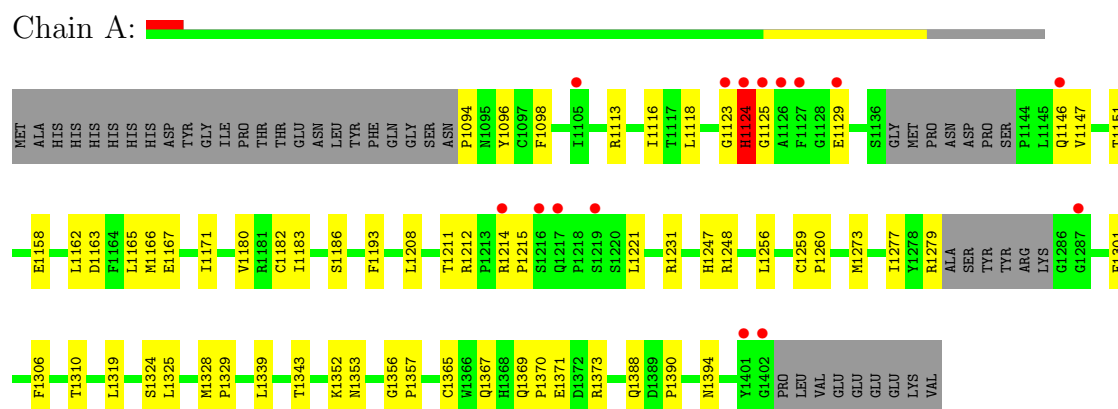 Chain A:
MET ALA HIS HIS HIS HIS HIS HIS HIS ASP TYR GLY ILE PRO THR THR GLU ASN LEU TYR PHE GLN GLY SER ASN P1094 N1095 Y1096 C1097 F1098 I1105 R1113 I1116 T1117 L1118 G1123 H1124 G1125 A1126 F1127 G1128 E1129 S1136 GLY MET PRO ASN ASP PRO SER P1144 L1145 Q1146 V1147 T1151
E1158 L1162 D1163 F1164 L1165 M1166 E1167 I1171 V1180 R1181 C1182 I1183 S1186 F1193 L1208 T1211 R1212 P1213 R1214 P1215 S1216 Q1217 P1218 S1219 S1220 L1221 R1231 H1247 R1248 L1256 C1259 P1260 M1273 I1277 Y1278 R1279 ALA SER TYR TYR ARG LYS G1286 G1287
F1306 T1310 L1319 S1324 L1325 M1328 P1329 L1339 T1343 K1352 N1353 G1356 P1357 C1365 W1366 Q1367 H1368 Q1369 P1370 E1371 D1372 R1373 Q1388 D1389 P1390 N1394 Y1401 G1402 PRO LEU VAL GLU GLU GLU GLU LYS VAL